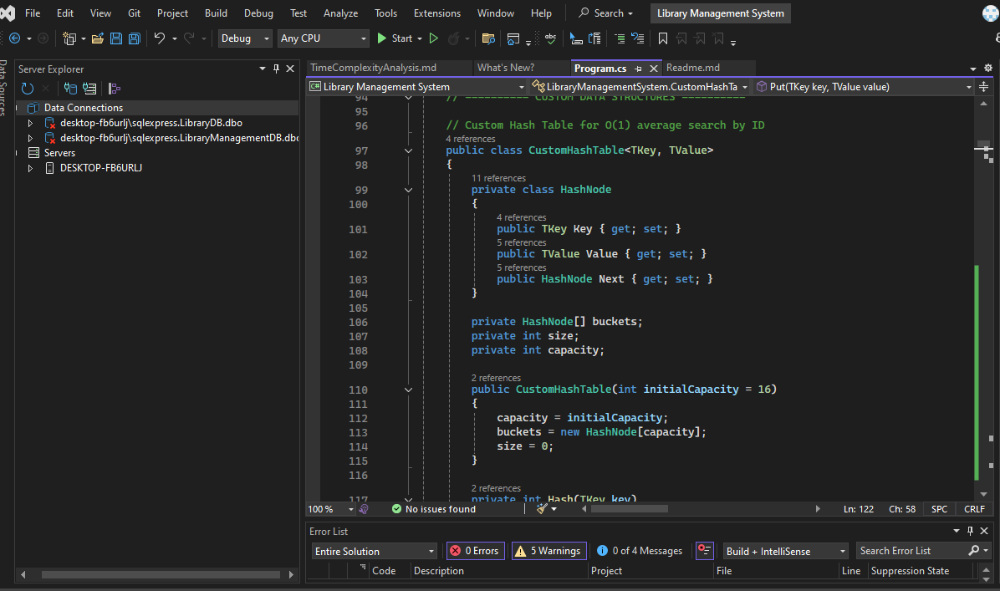 File Edit View Git Project Build Debug Test Analyze Tools Extensions Window Help Search Library Management System
Debug Any CPU Start
Data Sources
Server Explorer
Data Connections
desktop-fb6urlj\sqlexpress.LibraryDB.dbo
desktop-fb6urlj\sqlexpress.LibraryManagementDB.dbo
Servers
DESKTOP-FB6URLJ
TimeComplexityAnalysis.md What's New? Program.cs Readme.md
C# Library Management System LibraryManagementSystem.CustomHashTa Put(TKey key, TValue value)
94 // ========== CUSTOM DATA STRUCTURES ==========
95
96 // Custom Hash Table for O(1) average search by ID
4 references
97 public class CustomHashTable<TKey, TValue>
98 {
11 references
99 private class HashNode
100 {
4 references
101 public TKey Key { get; set; }
5 references
102 public TValue Value { get; set; }
5 references
103 public HashNode Next { get; set; }
104 }
105
106 private HashNode[] buckets;
107 private int size;
108 private int capacity;
109
2 references
110 public CustomHashTable(int initialCapacity = 16)
111 {
112 capacity = initialCapacity;
113 buckets = new HashNode[capacity];
114 size = 0;
115 }
116
2 references
117 private int Hash(TKey key)
100 % No issues found Ln: 122 Ch: 58 SPC CRLF
Error List
Entire Solution 0 Errors 5 Warnings 0 of 4 Messages Build + IntelliSense Search Error List
Code Description Project File Line Suppression State